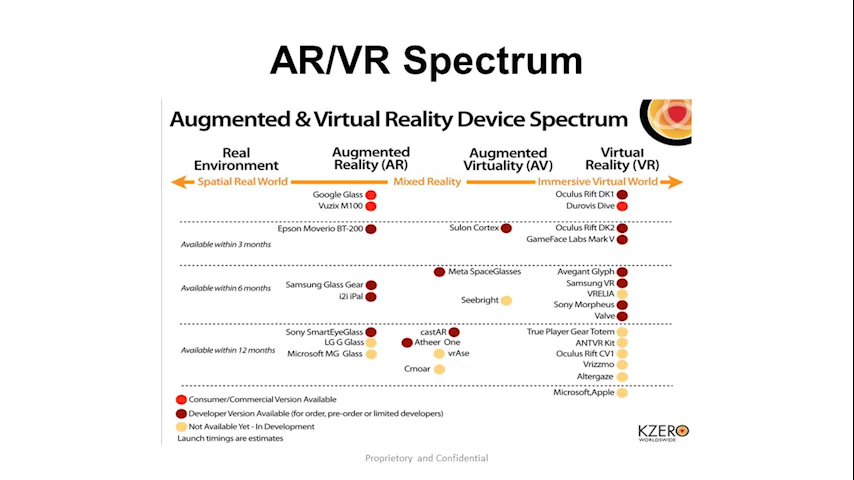 AR/VR Spectrum
Augmented & Virtual Reality Device Spectrum
Real Environment
Augmented Reality (AR)
Augmented Virtuality (AV)
Virtual Reality (VR)
Spatial Real World
Mixed Reality
Immersive Virtual World
Google Glass
Oculus Rift DK1
Vuzix M100
Durovis Dive
Epson Moverio BT-200
Sulon Cortex
Oculus Rift DK2
GameFace Labs Mark V
Available within 3 months
Meta SpaceGlasses
Avegant Glyph
Available within 6 months
Samsung Glass Gear
Samsung VR
i2i iPal
Seebright
VRELIA
Sony Morpheus
Valve
Sony SmartEyeGlass
castAR
True Player Gear Totem
Available within 12 months
LG G Glass
Atheer One
ANTVR Kit
Microsoft MG Glass
vrAse
Oculus Rift CV1
Cmoar
Vrizzmo
Altergaze
Microsoft,Apple
Consumer/Commercial Version Available
Developer Version Available (for order, pre-order or limited developers)
Not Available Yet - In Development
Launch timings are estimates
KZERO
WORLDSWIDE
Proprietory and Confidential